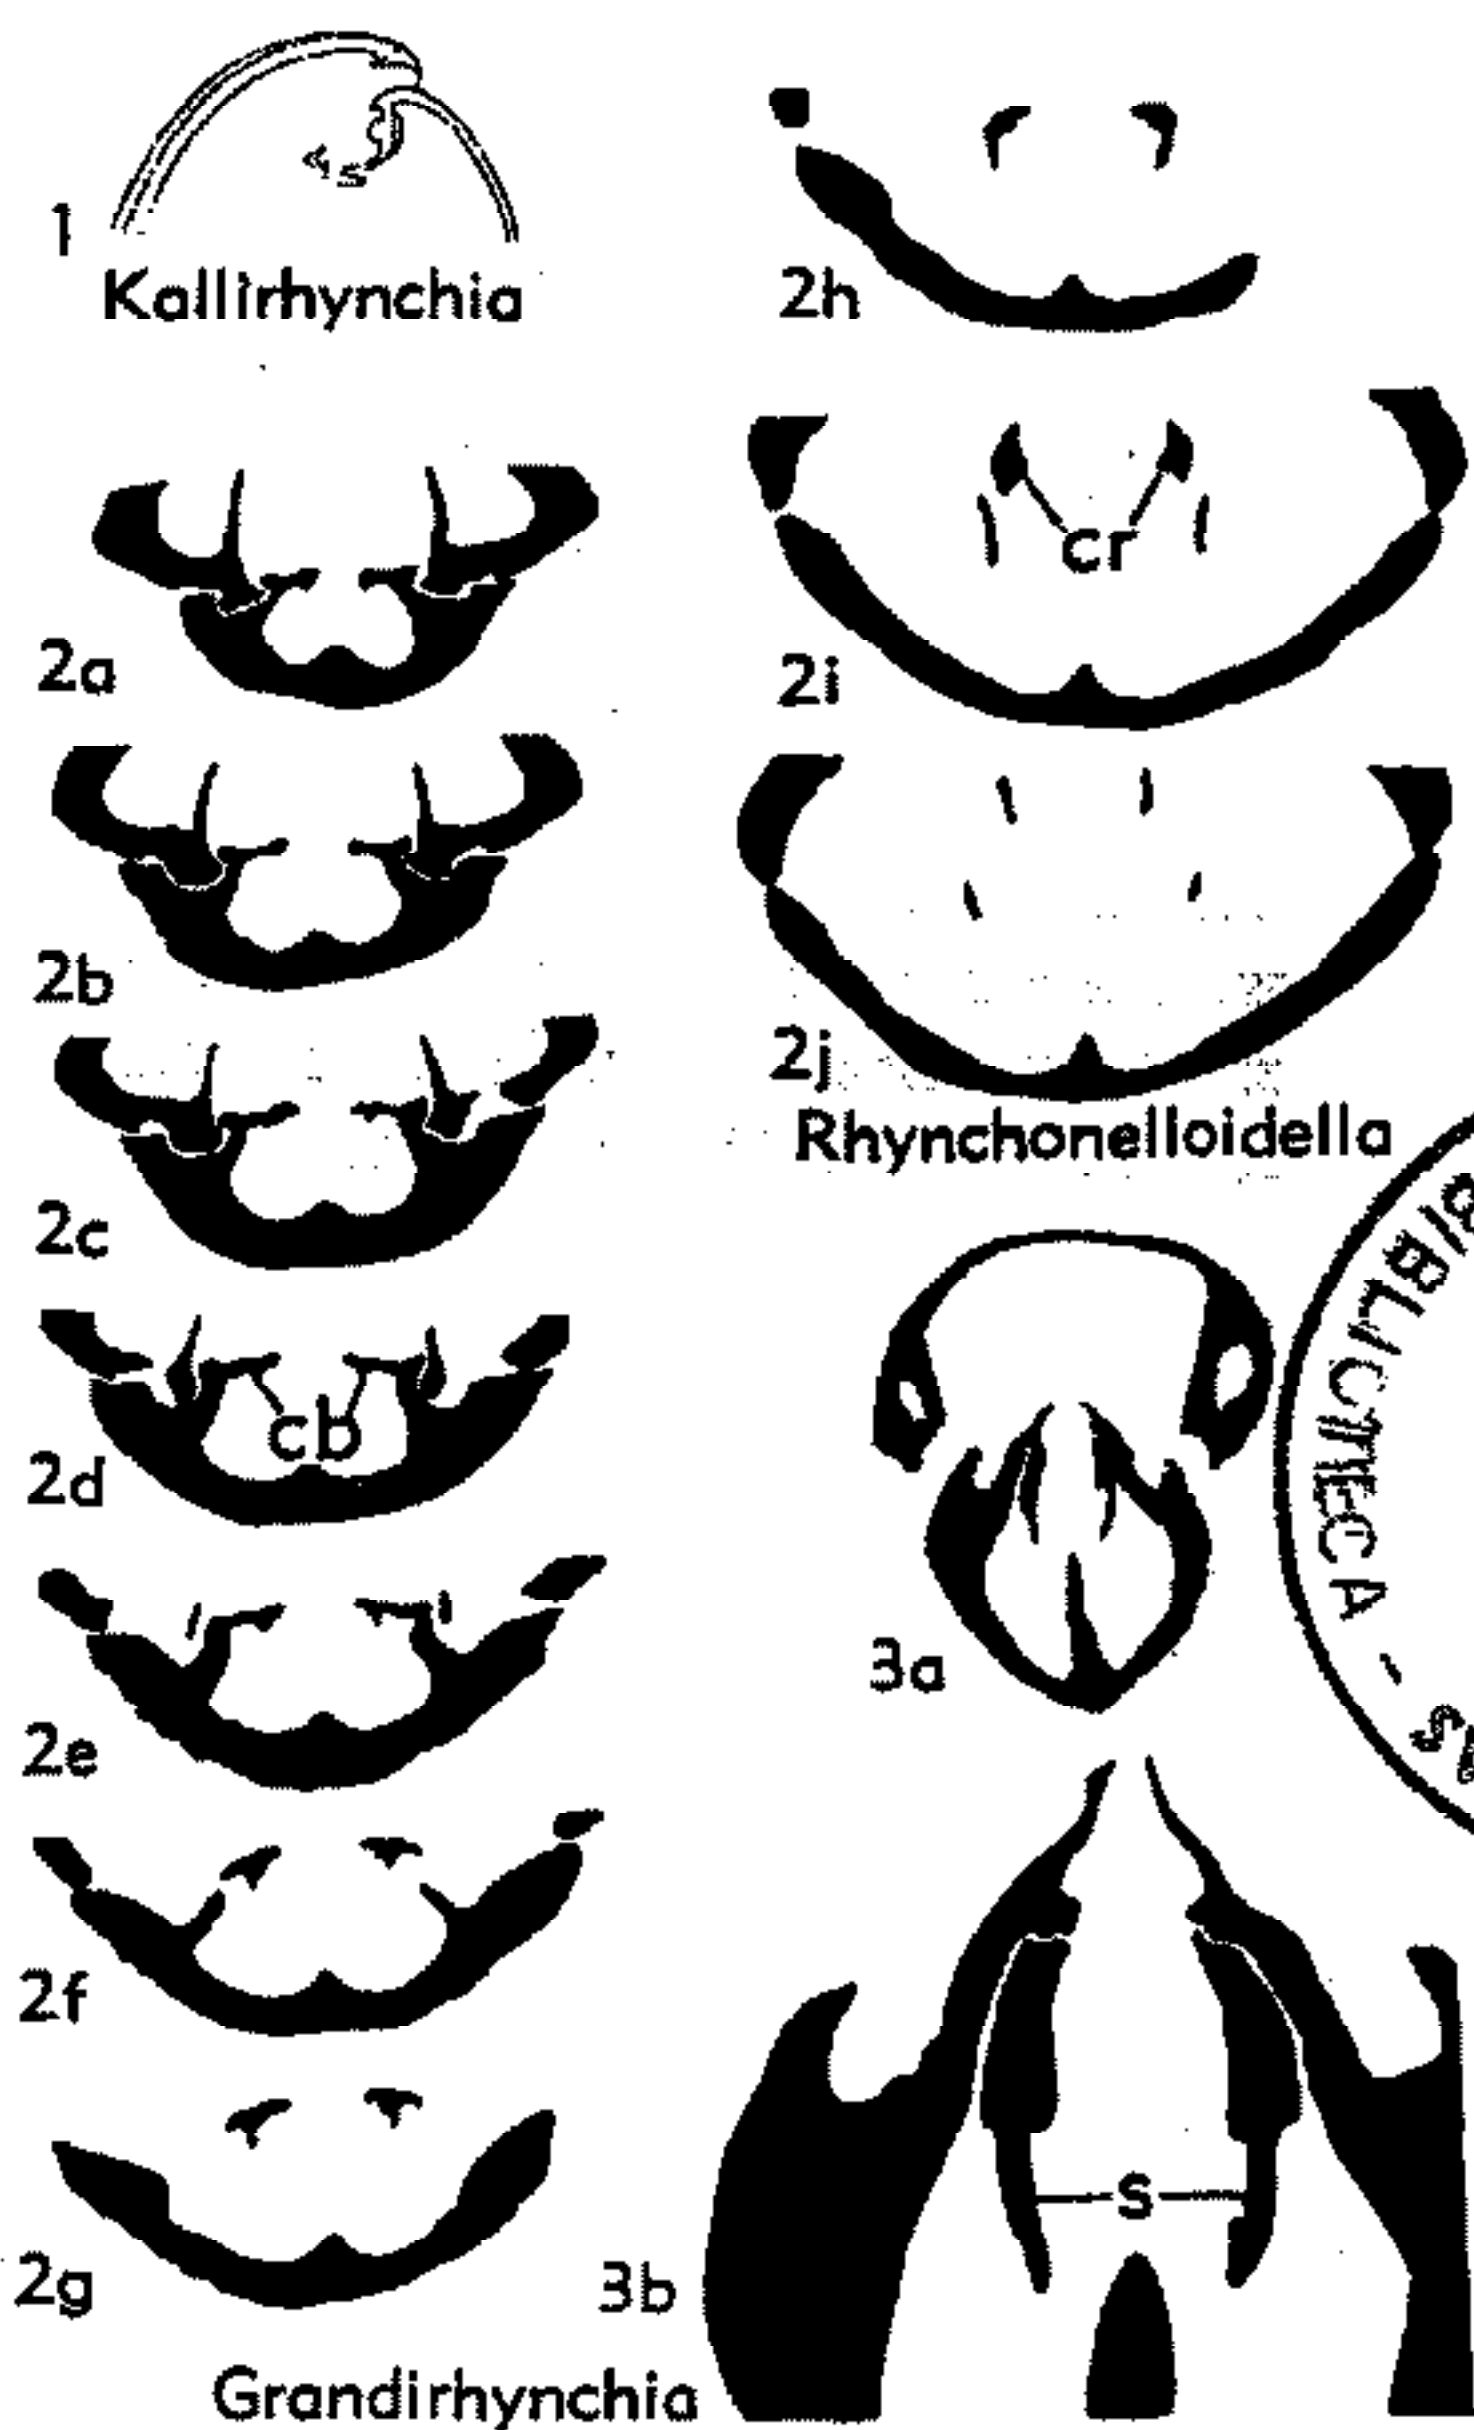 1
Kallirhynchia
2a
2b
2c
cb
2d
2e
2f
2g
2h
cr
2i
2j
Rhynchonelloidella
3a
s
3b
Grandirhynchia